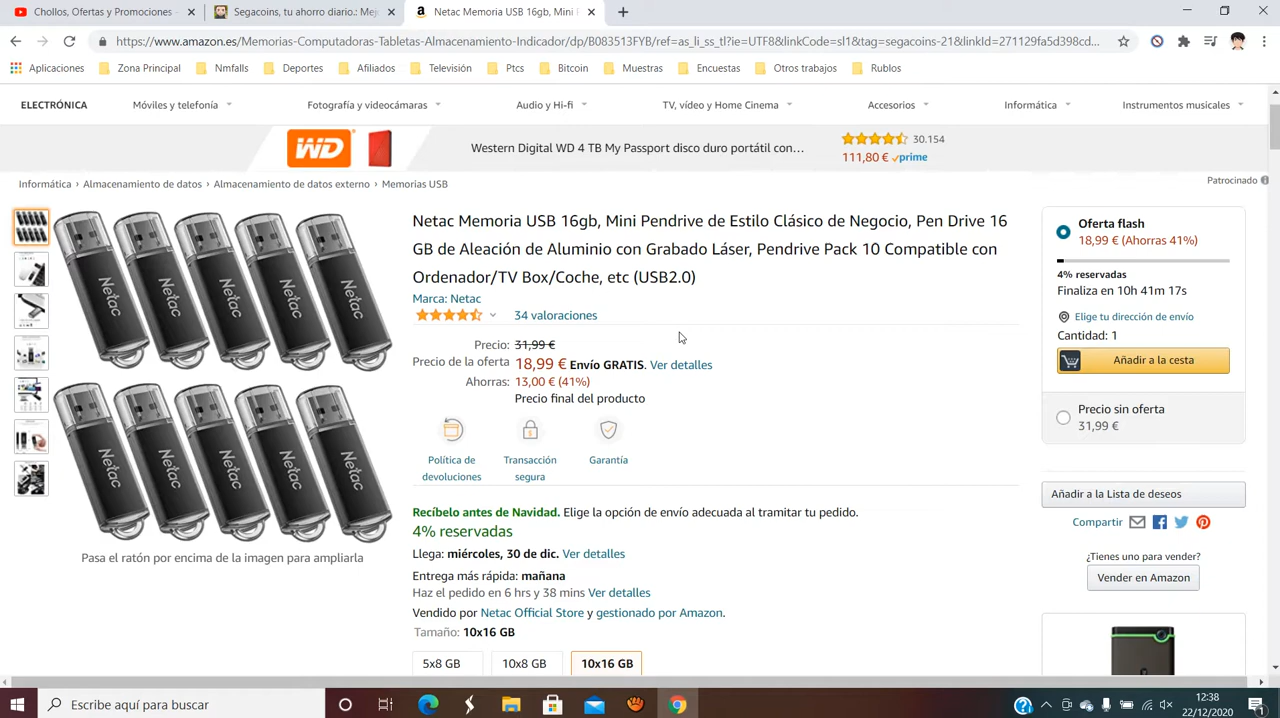 Chollos, Ofertas y Promociones -
Segacoins, tu ahorro diario.: Mej
Netac Memoria USB 16gb, Mini P
https://www.amazon.es/Memorias-Computadoras-Tabletas-Almacenamiento-Indicador/dp/B083513FYB/ref=as_li_ss_tl?ie=UTF8&linkCode=sl1&tag=segacoins-21&linkId=271129fa5d398cd...
Aplicaciones
Zona Principal
Nmfalls
Deportes
Afiliados
Televisión
Ptcs
Bitcoin
Muestras
Encuestas
Otros trabajos
Rublos
ELECTRÓNICA
Móviles y telefonía
Fotografía y videocámaras
Audio y Hi-fi
TV, vídeo y Home Cinema
Accesorios
Informática
Instrumentos musicales
WD
Western Digital WD 4 TB My Passport disco duro portátil con...
30.154
111,80 € prime
Informática › Almacenamiento de datos › Almacenamiento de datos externo › Memorias USB
Patrocinado
Netac Netac Netac Netac Netac
Netac Netac Netac Netac Netac
Pasa el ratón por encima de la imagen para ampliarla
Netac Memoria USB 16gb, Mini Pendrive de Estilo Clásico de Negocio, Pen Drive 16
GB de Aleación de Aluminio con Grabado Láser, Pendrive Pack 10 Compatible con
Ordenador/TV Box/Coche, etc (USB2.0)
Marca: Netac
34 valoraciones
Precio: 31,99 €
Precio de la oferta 18,99 € Envío GRATIS. Ver detalles
Ahorras: 13,00 € (41%)
Precio final del producto
Política de
devoluciones
Transacción
segura
Garantía
Recíbelo antes de Navidad. Elige la opción de envío adecuada al tramitar tu pedido.
4% reservadas
Llega: miércoles, 30 de dic. Ver detalles
Entrega más rápida: mañana
Haz el pedido en 6 hrs y 38 mins Ver detalles
Vendido por Netac Official Store y gestionado por Amazon.
Tamaño: 10x16 GB
5x8 GB
10x8 GB
10x16 GB
Oferta flash
18,99 € (Ahorras 41%)
4% reservadas
Finaliza en 10h 41m 17s
Elige tu dirección de envío
Cantidad: 1
Añadir a la cesta
Precio sin oferta
31,99 €
Añadir a la Lista de deseos
Compartir
¿Tienes uno para vender?
Vender en Amazon
Escribe aquí para buscar
12:38
22/12/2020